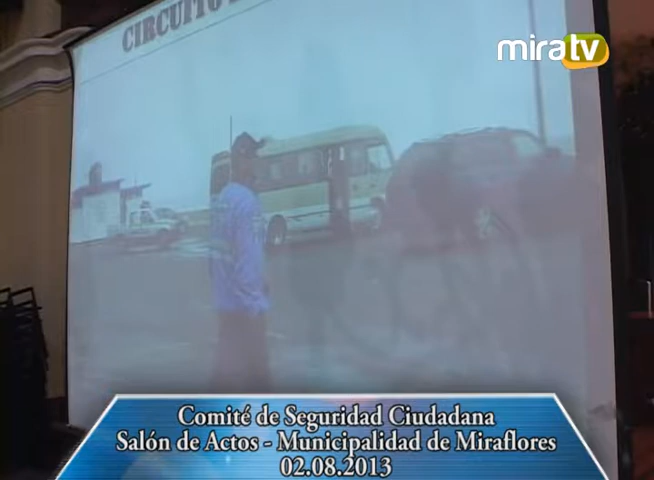 CIRCUITO
miratv
Comité de Seguridad Ciudadana
Salón de Actos - Municipalidad de Miraflores
02.08.2013